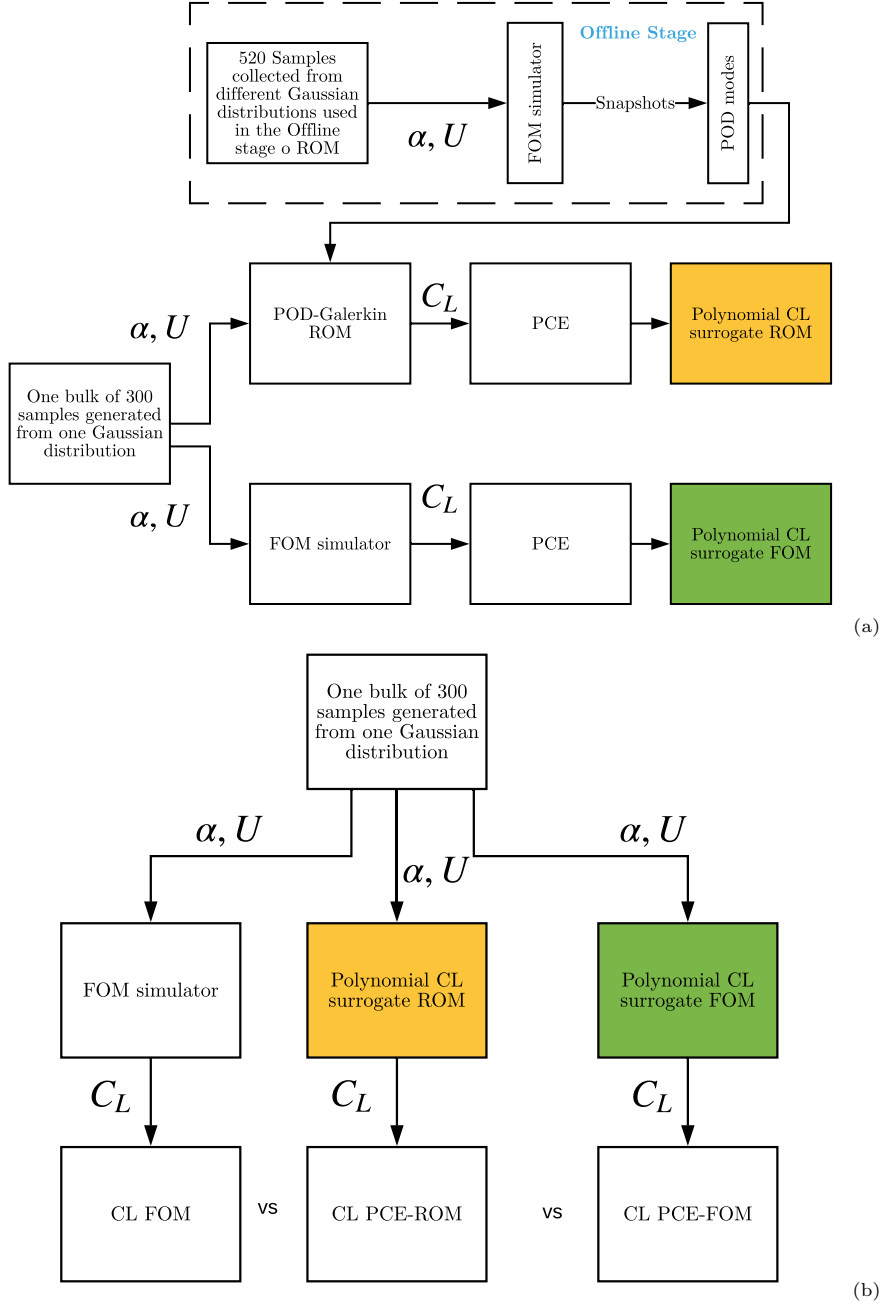 Offline Stage
520 Samples
collected from
different Gaussian
distributions used
in the Offline
stage o ROM
α, U
FOM simulator
Snapshots
POD modes
α, U
POD-Galerkin
ROM
C_L
PCE
Polynomial CL
surrogate ROM
One bulk of 300
samples generated
from one Gaussian
distribution
α, U
FOM simulator
C_L
PCE
Polynomial CL
surrogate FOM
(a)
One bulk of 300
samples generated
from one Gaussian
distribution
α, U
α, U
α, U
FOM simulator
Polynomial CL
surrogate ROM
Polynomial CL
surrogate FOM
C_L
C_L
C_L
CL FOM
vs
CL PCE-ROM
vs
CL PCE-FOM
(b)